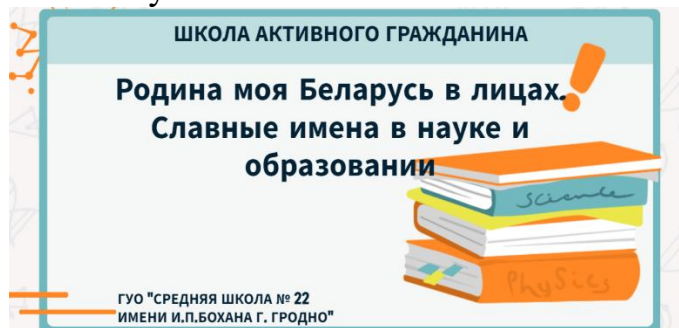 ШКОЛА АКТИВНОГО ГРАЖДАНИНА
Родина моя Беларусь в лицах.
Славные имена в науке и
образовании
Science
Physics
ГУО "СРЕДНЯЯ ШКОЛА № 22
ИМЕНИ И.П.БОХАНА Г. ГРОДНО"